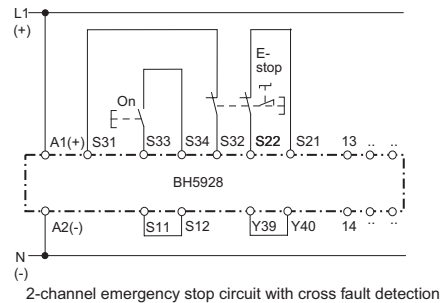 L1
(+)
E-
stop
On
A1(+) S31 S33 S34 S32 S22 S21 13 .. ..
BH5928
A2(-) S11 S12 Y39 Y40 14 .. ..
N
(-)
2-channel emergency stop circuit with cross fault detection